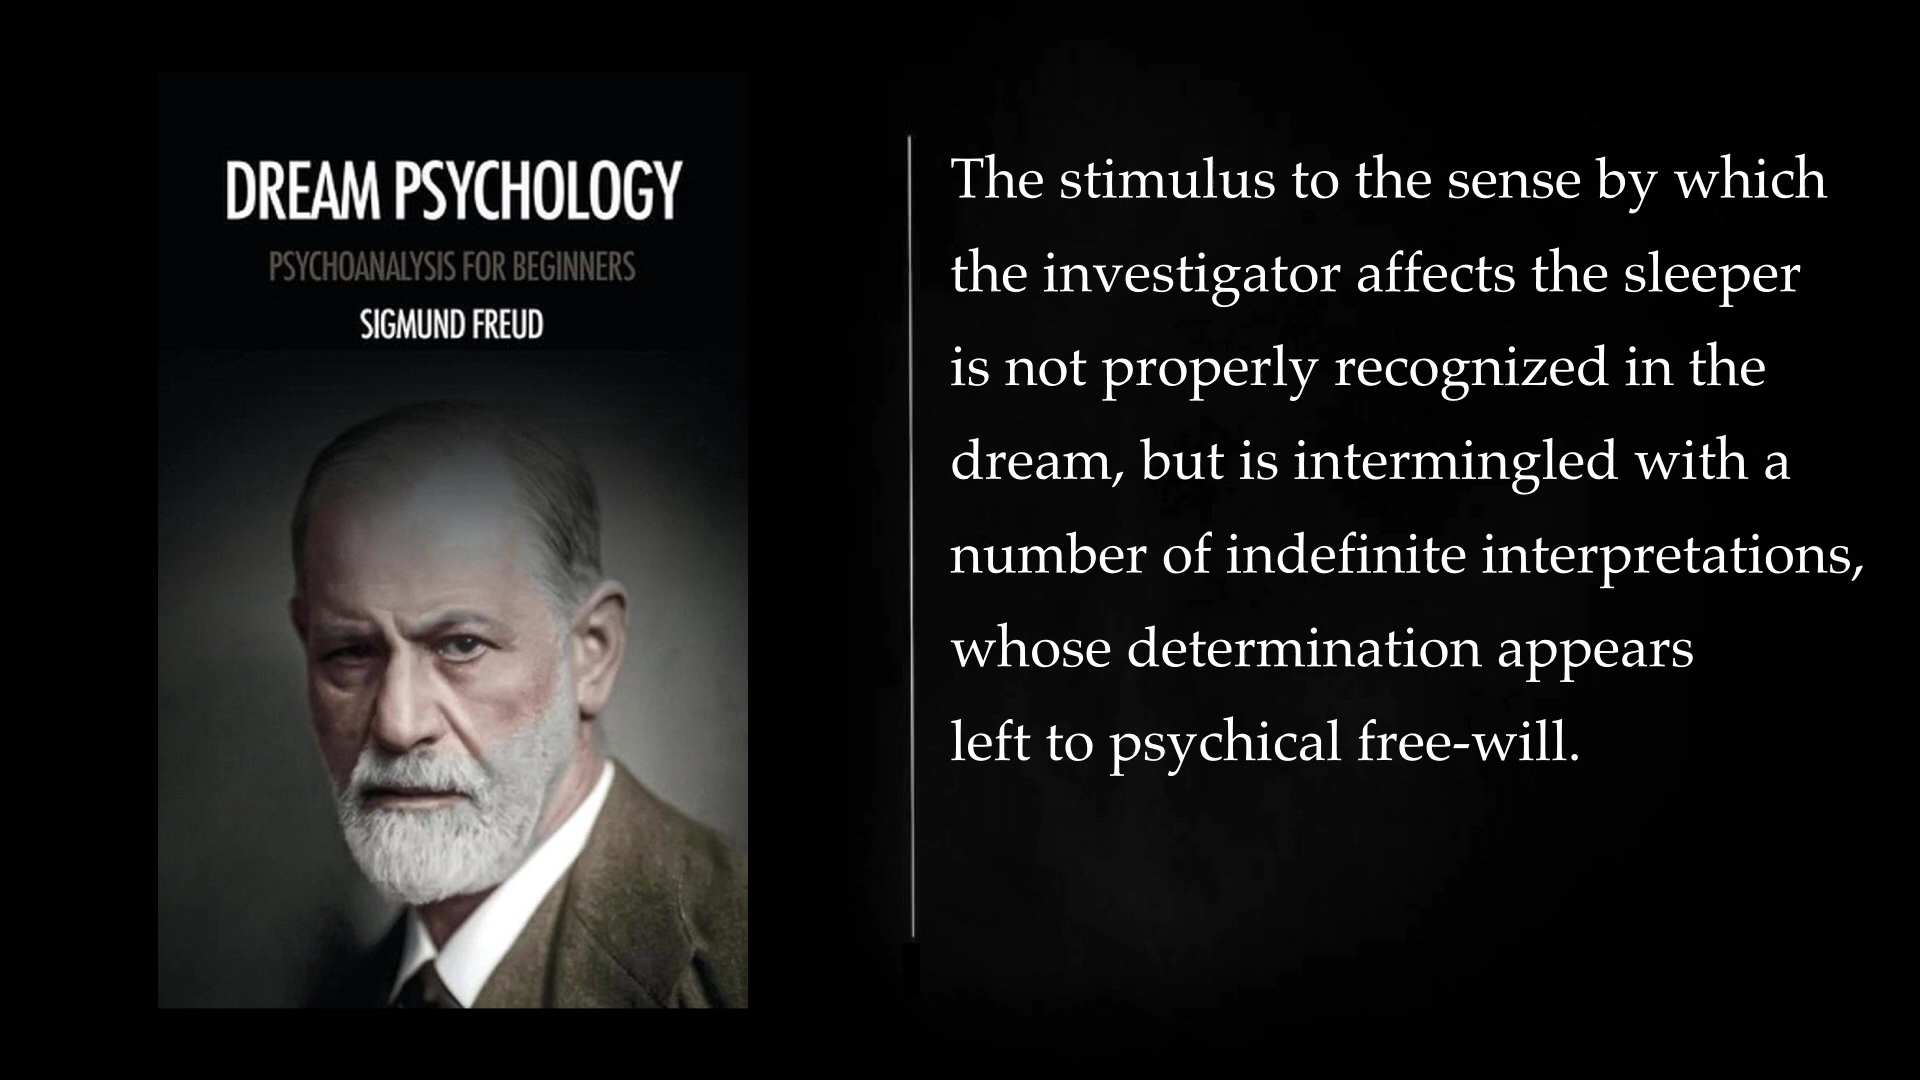 DREAM PSYCHOLOGY
PSYCHOANALYSIS FOR BEGINNERS
SIGMUND FREUD
The stimulus to the sense by which
the investigator affects the sleeper
is not properly recognized in the
dream, but is intermingled with a
number of indefinite interpretations,
whose determination appears
left to psychical free-will.